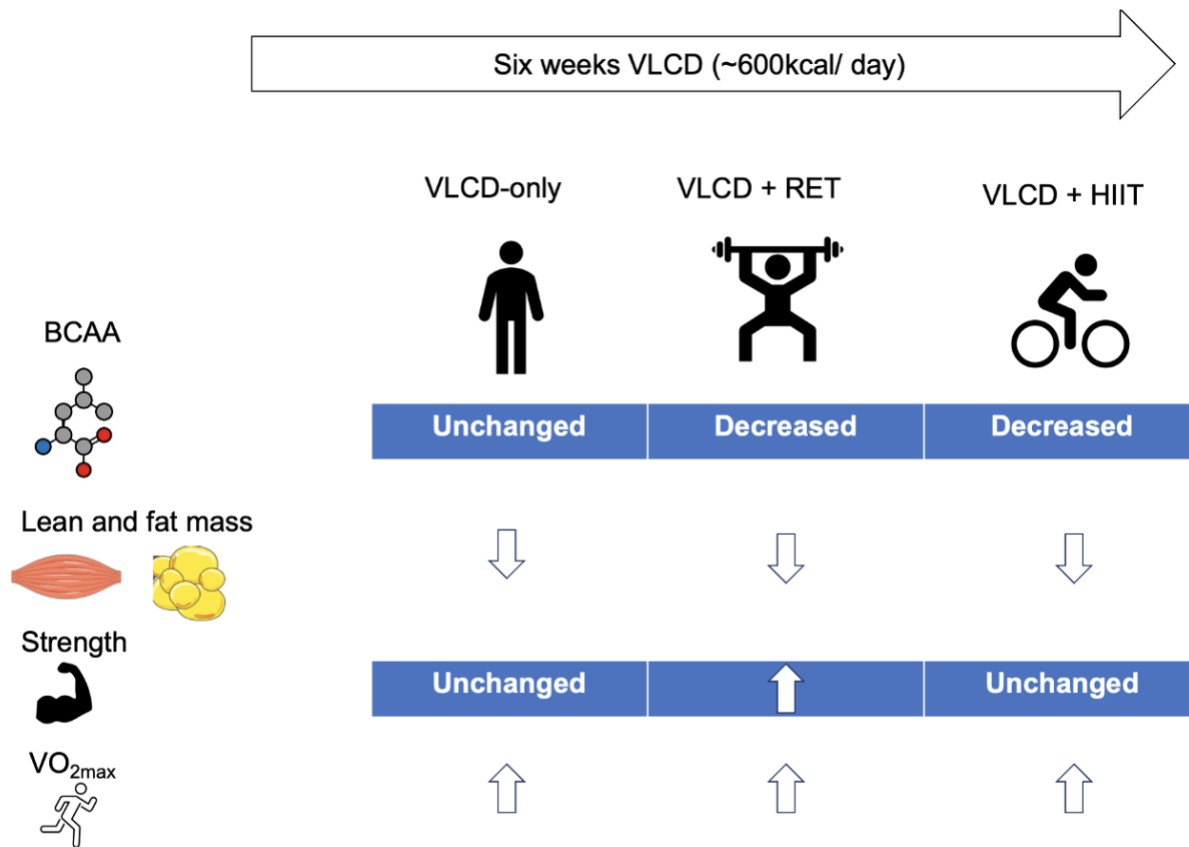 Six weeks VLCD (~600kcal/ day)
VLCD-only VLCD + RET VLCD + HIIT
BCAA
Unchanged Decreased Decreased
Lean and fat mass
Strength
Unchanged Unchanged
VO₂max